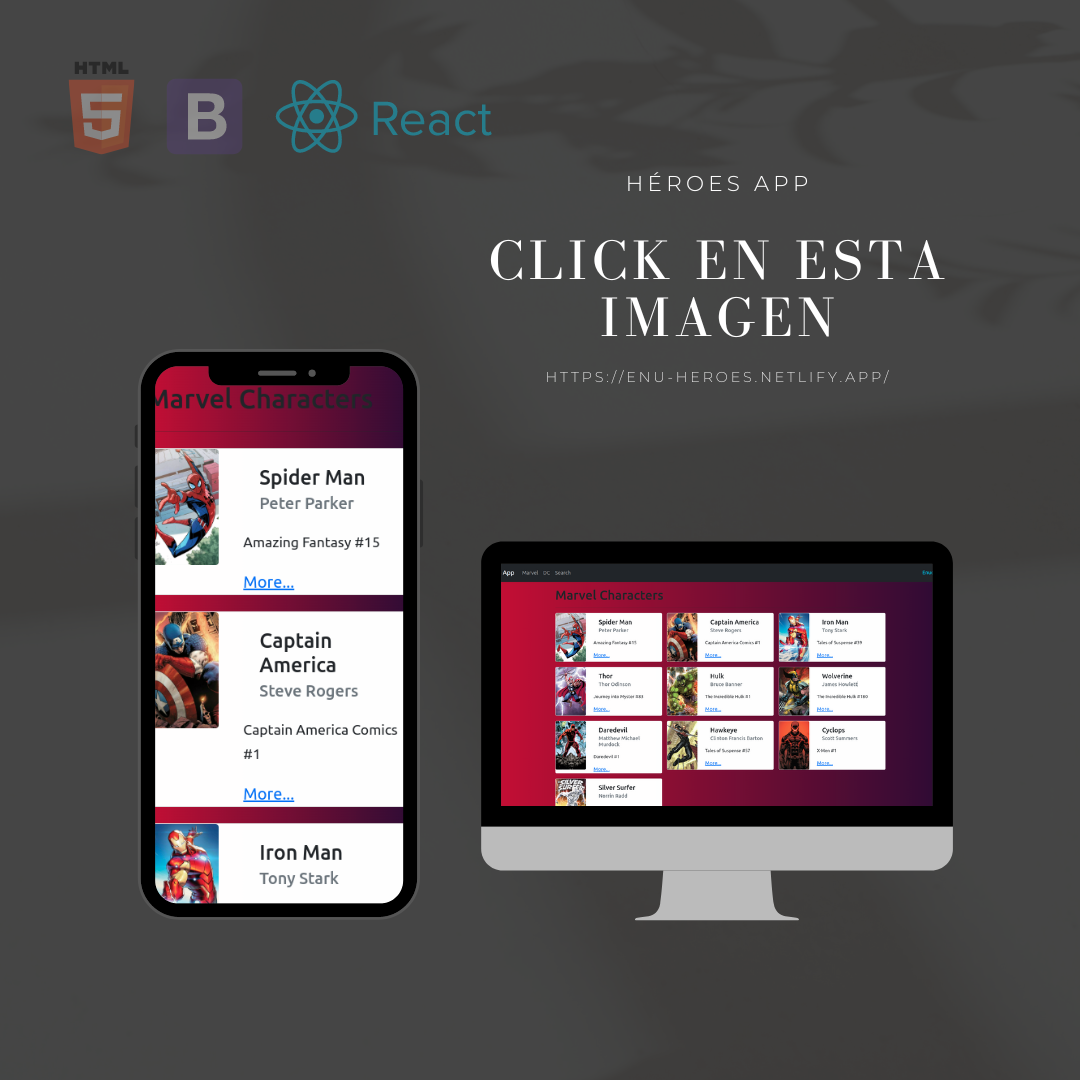 HTML
5
B
React
HÉROES APP
CLICK EN ESTA
IMAGEN
HTTPS://ENU-HEROES.NETLIFY.APP/
Marvel Characters
Spider Man
Peter Parker
Amazing Fantasy #15
More...
Captain
America
Steve Rogers
Captain America Comics
#1
More...
Iron Man
Tony Stark
App Marvel DC Search
Marvel Characters
Spider Man
Peter Parker
Amazing Fantasy #15
More...
Captain America
Steve Rogers
Captain America Comics #1
More...
Iron Man
Tony Stark
Tales of Suspense #39
More...
Thor
Thor Odinson
Journey Into Myster #83
More...
Hulk
Bruce Banner
The Incredible Hulk #1
More...
Wolverine
James Howlett
The Incredible Hulk #180
More...
Daredevil
Matthew Michael
Murdock
Daredevil #1
More...
Hawkeye
Clinton Francis Barton
Tales of Suspense #57
More...
Cyclops
Scott Summers
X-Men #1
More...
SILVER
SURFER
Silver Surfer
Norrin Radd